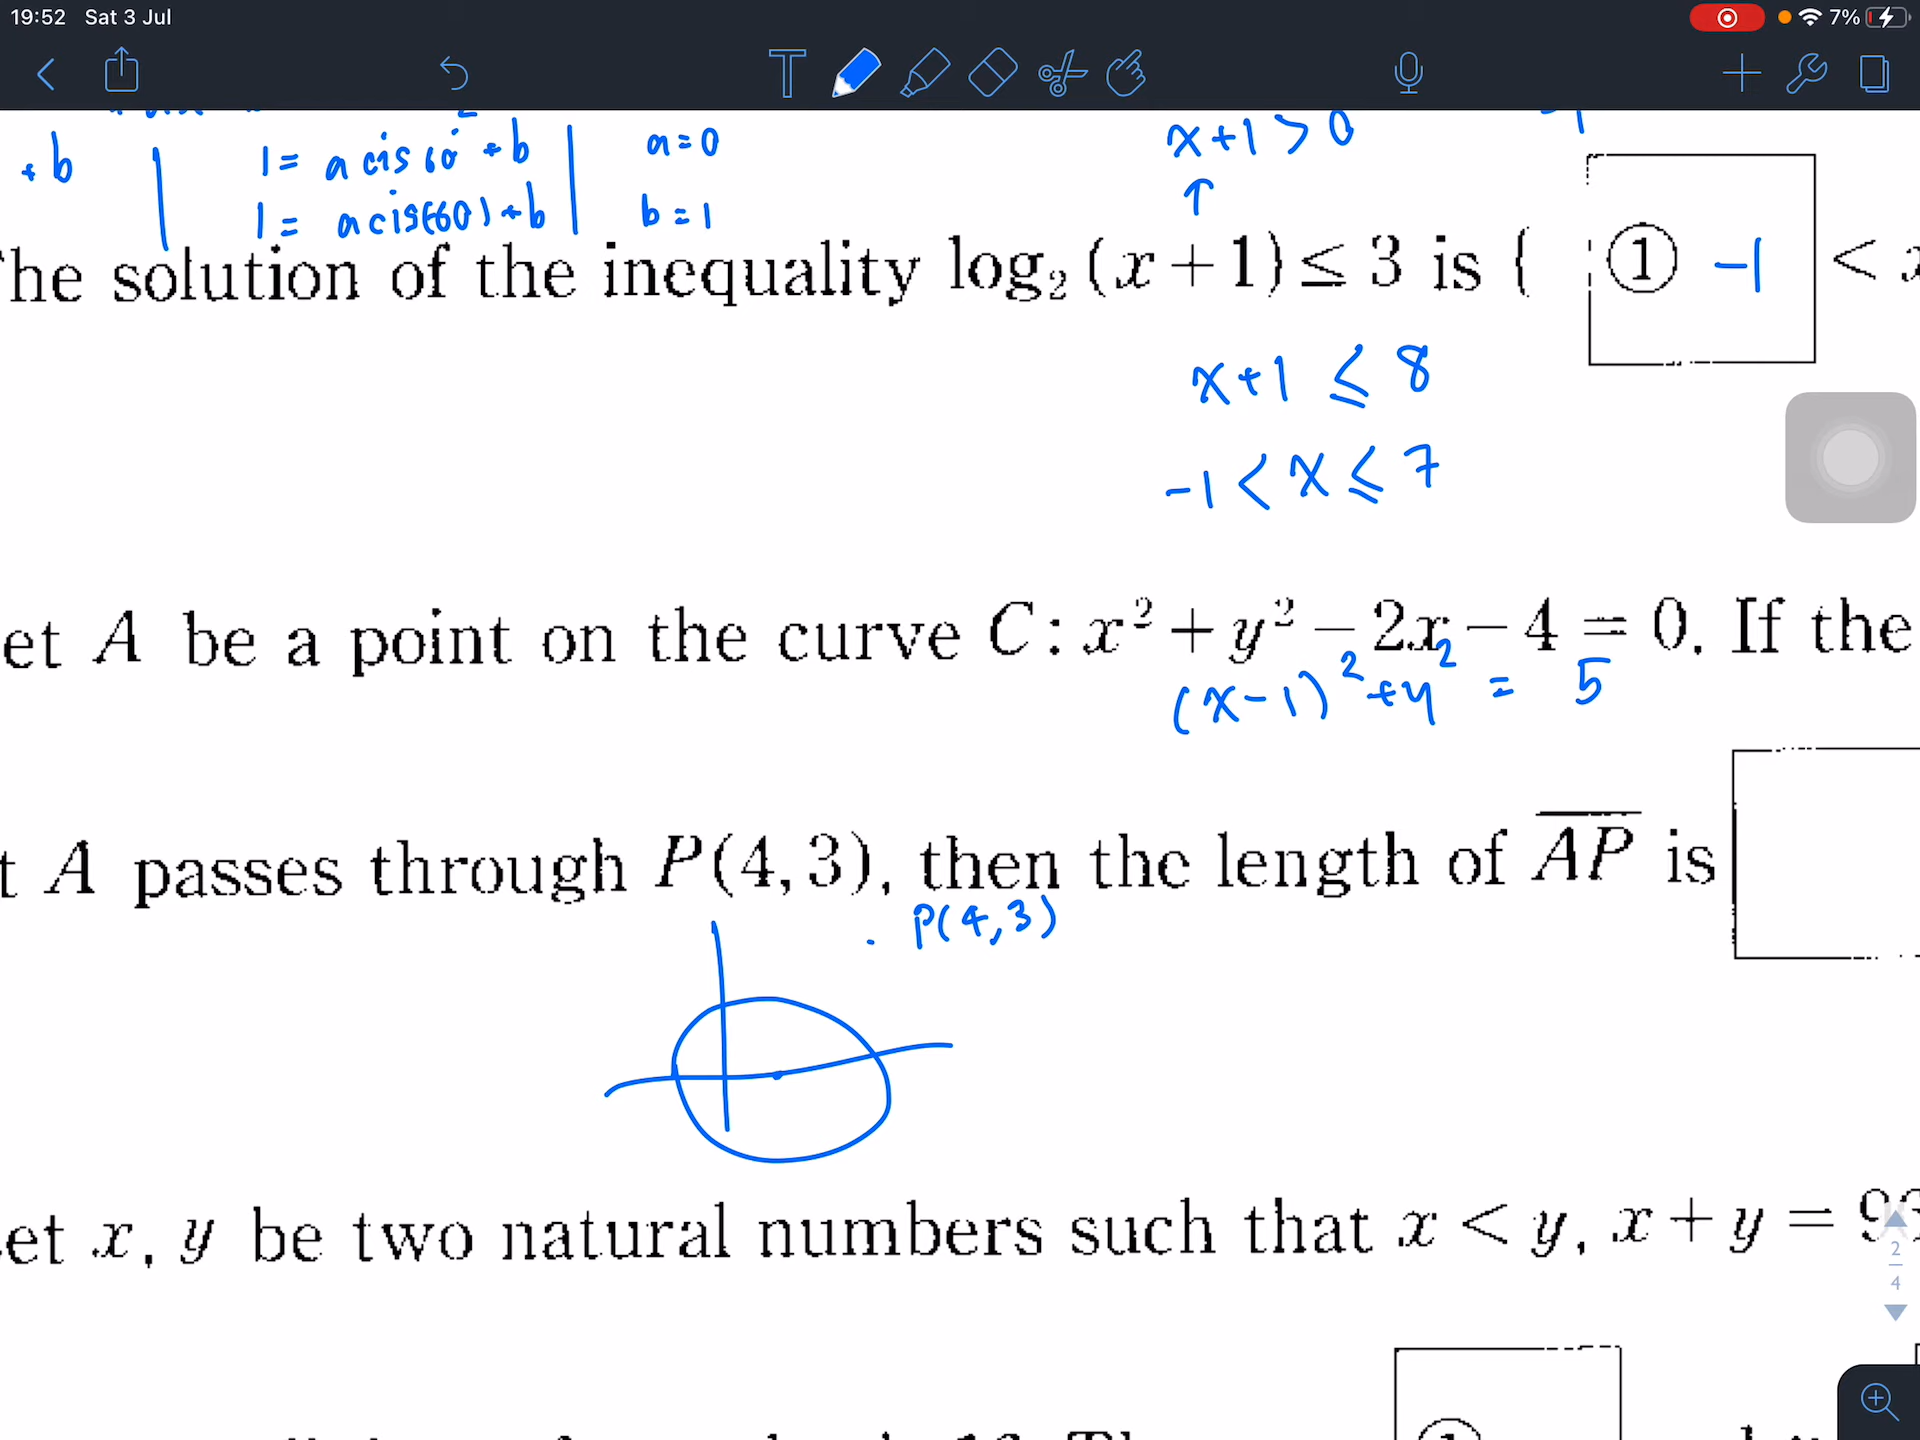 19:52 Sat 3 Jul 7%
x+1 > 0
+b 1 = a cis 60° + b a = 0
1 = a cis(-60) + b b = 1
The solution of the inequality log₂(x+1) ≤ 3 is ( ① -1 <
x+1 ≤ 8
-1 < x ≤ 7
et A be a point on the curve C : x² + y² − 2x − 4 = 0. If the
(x-1)² + y² = 5
t A passes through P(4, 3), then the length of AP is
P(4,3)
et x, y be two natural numbers such that x < y, x + y =
2
4